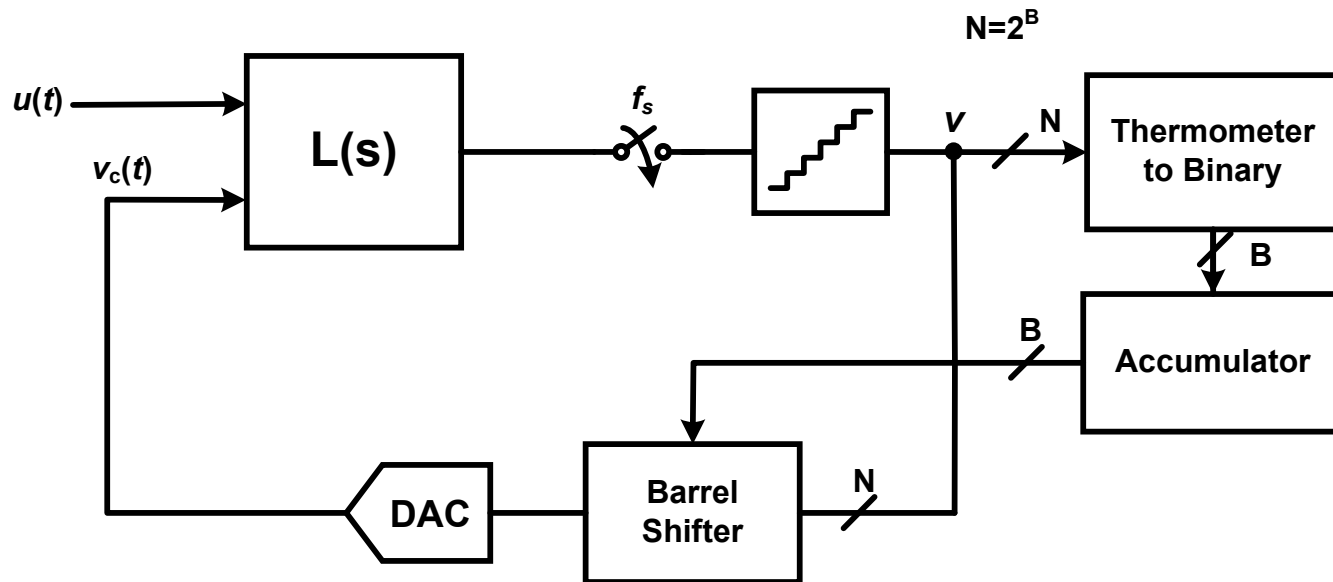 N=2^B
u(t)
L(s)
f_s
v
N
Thermometer
to Binary
v_c(t)
B
B
Accumulator
Barrel
Shifter
N
DAC